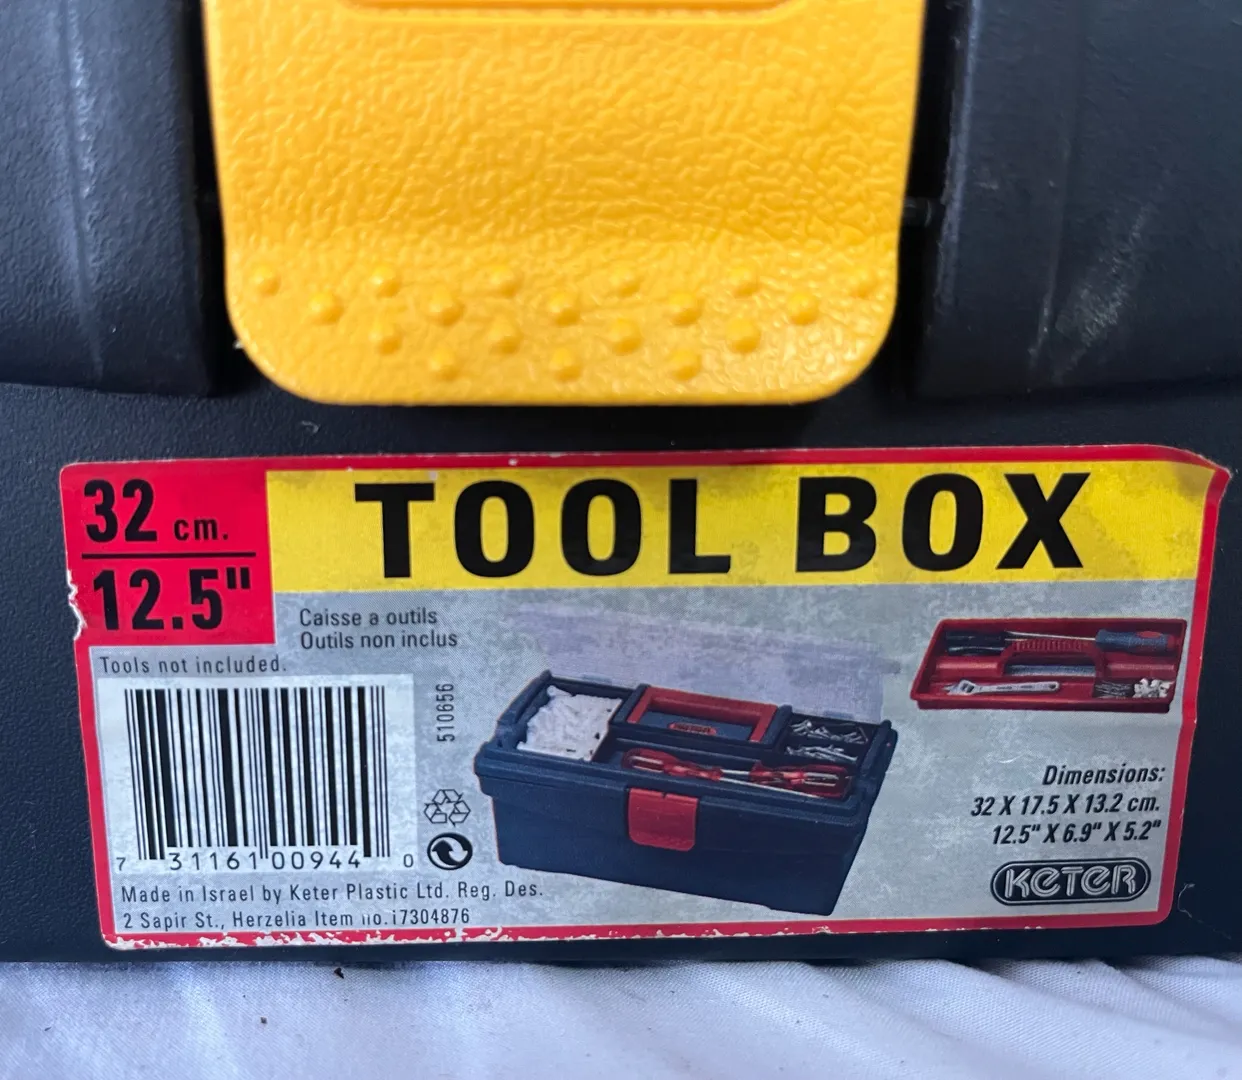 32 cm.
12.5"
TOOL BOX
Caisse a outils
Outils non inclus
Tools not included.
510656
KETER
7 31161 00944 0
Dimensions:
32 X 17.5 X 13.2 cm.
12.5" X 6.9" X 5.2"
KETER
Made in Israel by Keter Plastic Ltd. Reg. Des.
2 Sapir St., Herzelia Item no.i7304876